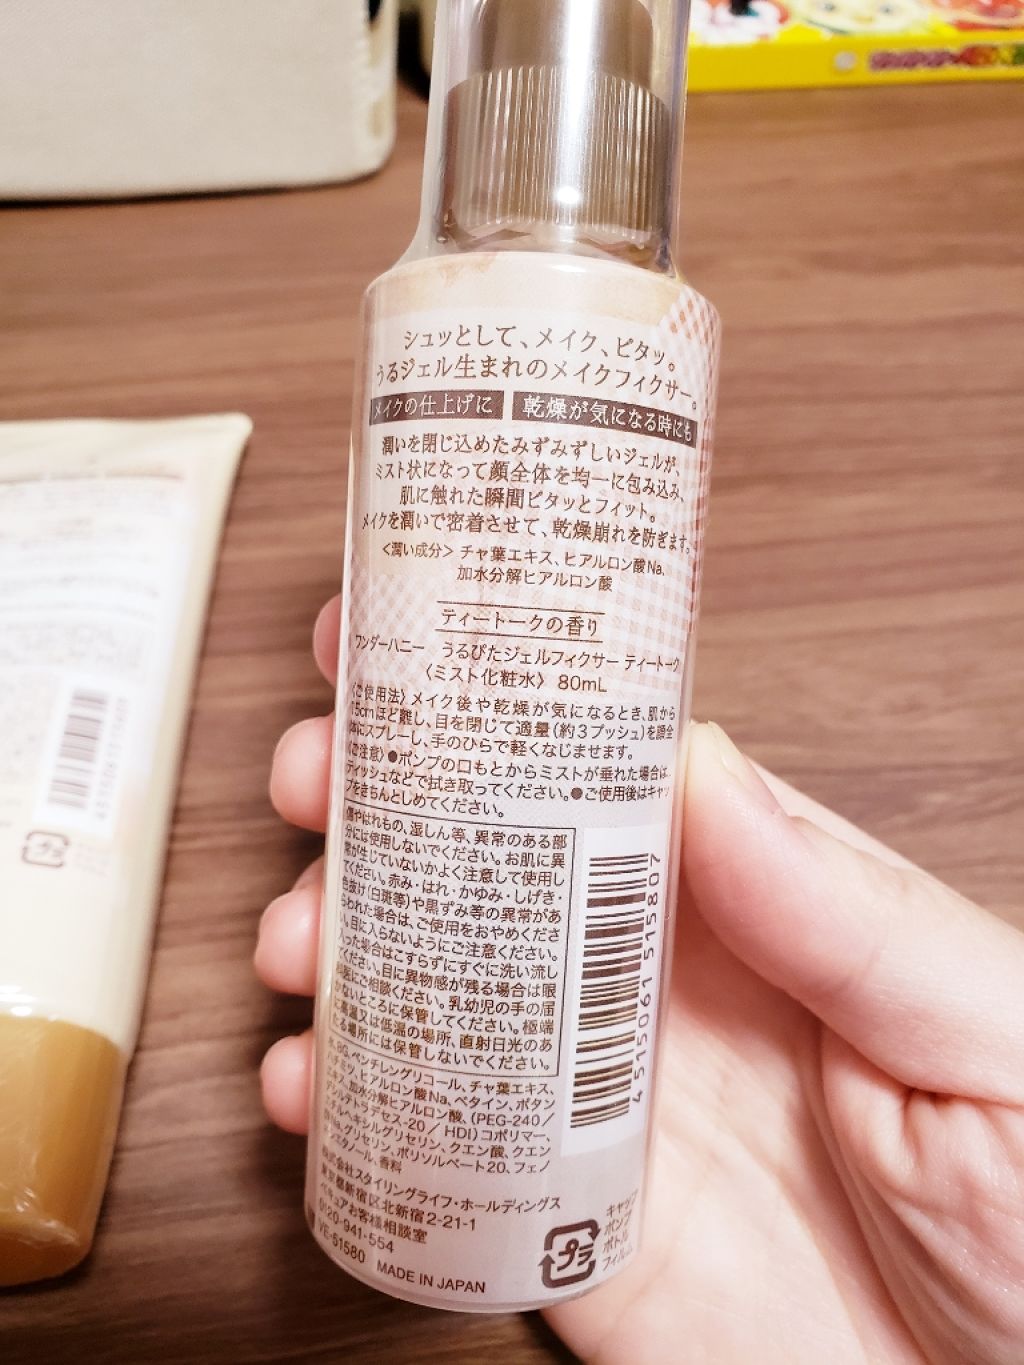 シュッとして、メイク、ピタッ。
うるジェル生まれのメイクフィクサー。
メイクの仕上げに 乾燥が気になる時にも
潤いを閉じ込めたみずみずしいジェルが、
ミスト状になって顔全体を均一に包み込み、
肌に触れた瞬間ピタッとフィット。
メイクを潤いで密着させて、乾燥崩れを防ぎます。
〈潤い成分〉チャ葉エキス、ヒアルロン酸Na、
加水分解ヒアルロン酸
ティートークの香り
ワンダーハニー うるぴたジェルフィクサー ティートーク
〈ミスト化粧水〉 80mL
〈ご使用法〉メイク後や乾燥が気になるとき、肌から
15cmほど離し、目を閉じて適量(約3プッシュ)を顔全
体にスプレーし、手のひらで軽くなじませます。
〈ご注意〉●ポンプの口もとからミストが垂れた場合は、
ティッシュなどで拭き取ってください。●ご使用後はキャッ
プをきちんとしめてください。
傷やはれもの、湿しん等、異常のある部
分には使用しないでください。お肌に異
常が生じていないかよく注意して使用し
てください。赤み・はれ・かゆみ・しげき・
色抜け(白斑等)や黒ずみ等の異常があ
らわれた場合は、ご使用をおやめくださ
い。目に入らないようにご注意ください。
入った場合はこすらずにすぐに洗い流し
てください。目に異物感が残る場合は眼
科医にご相談ください。乳幼児の手の届
かないところに保管してください。極端
に高温又は低温の場所、直射日光のあ
たる場所には保管しないでください。
水、BG、ペンチレングリコール、チャ葉エキス、
ハチミツ、ヒアルロン酸Na、ベタイン、ボタン
エキス、加水分解ヒアルロン酸、(PEG-240/
デシルテトラデセス-20/HDI)コポリマー、
エチルヘキシルグリセリン、クエン酸、クエン
酸Na、グリセリン、ポリソルベート20、フェノ
キシエタノール、香料
株式会社スタイリングライフ・ホールディングス
東京都新宿区北新宿2-21-1
ベキュアお客様相談室
0120-941-554
VE-61580 MADE IN JAPAN
4 515061 515807
プラ
キャップ
ポンプ
ボトル
フィルム
プラ